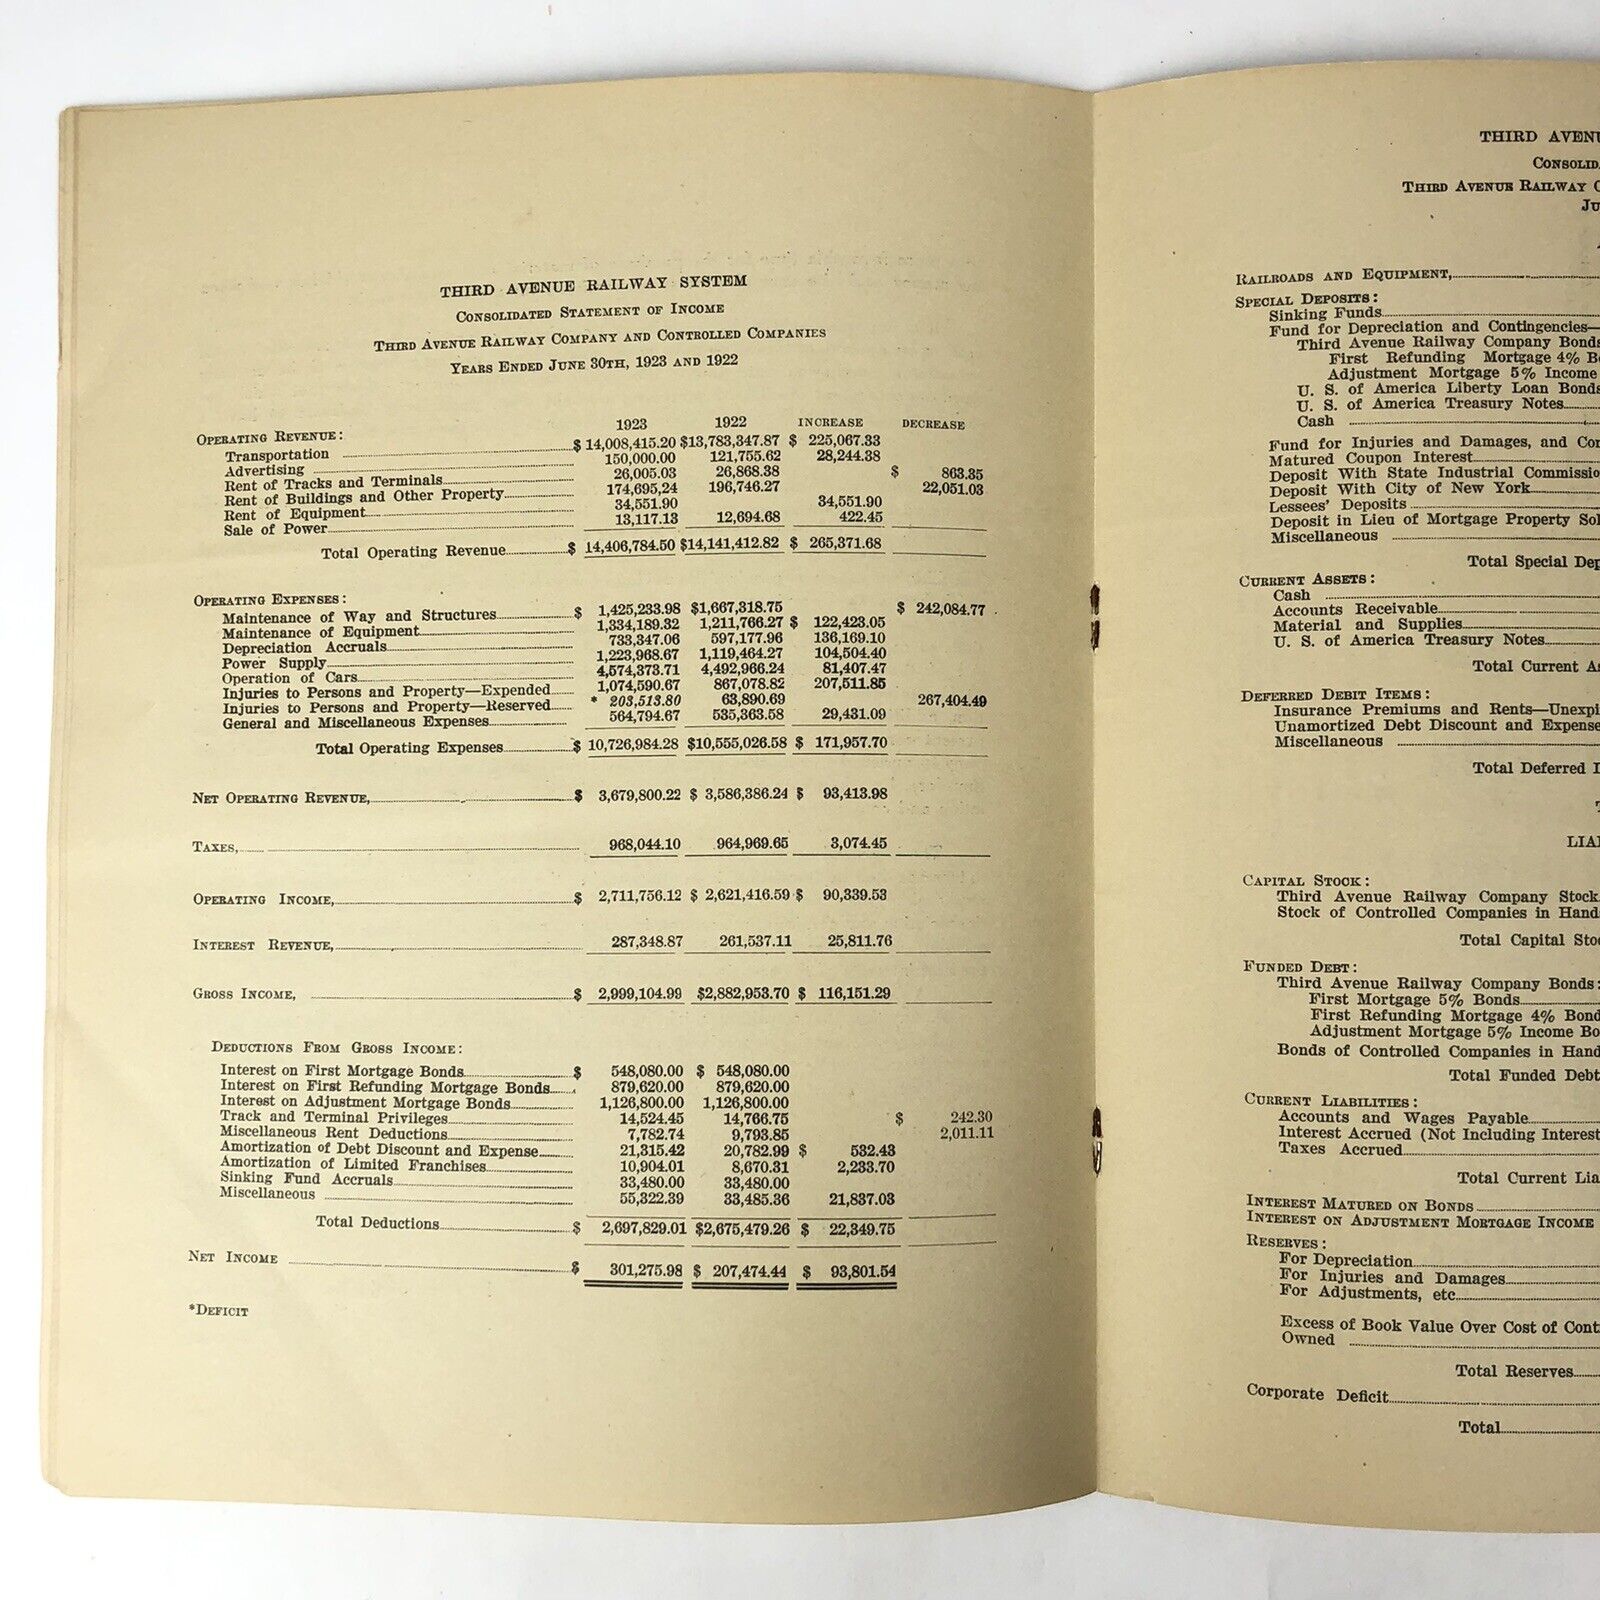 THIRD AVENUE RAILWAY SYSTEM
CONSOLIDATED STATEMENT OF INCOME
THIRD AVENUE RAILWAY COMPANY AND CONTROLLED COMPANIES
YEARS ENDED JUNE 30TH, 1923 AND 1922
1923 1922 INCREASE DECREASE
OPERATING REVENUE:
Transportation $ 14,008,415.20 $13,783,347.87 $ 225,067.33
Advertising 150,000.00 121,755.62 28,244.38
Rent of Tracks and Terminals 26,005.03 26,868.38 $ 863.35
Rent of Buildings and Other Property 174,695,24 196,746.27 22,051.03
Rent of Equipment 34,551.90 34,551.90
Sale of Power 13,117.13 12,694.68 422.45
Total Operating Revenue $ 14,406,784.50 $14,141,412.82 $ 265,371.68
OPERATING EXPENSES:
Maintenance of Way and Structures $ 1,425,233.98 $1,667,318.75 $ 242,084.77
Maintenance of Equipment 1,334,189.32 1,211,766.27 $ 122,423.05
Depreciation Accruals 733,347.06 597,177.96 136,169.10
Power Supply 1,223,968.67 1,119,464.27 104,504.40
Operation of Cars 4,574,373.71 4,492,966.24 81,407.47
Injuries to Persons and Property—Expended 1,074,590.67 867,078.82 207,511.85
Injuries to Persons and Property—Reserved * 203,513.80 63,890.69 267,404.49
General and Miscellaneous Expenses 564,794.67 535,363.58 29,431.09
Total Operating Expenses $ 10,726,984.28 $10,555,026.58 $ 171,957.70
NET OPERATING REVENUE, $ 3,679,800.22 $ 3,586,386.24 $ 93,413.98
TAXES, 968,044.10 964,969.65 3,074.45
OPERATING INCOME, $ 2,711,756.12 $ 2,621,416.59 $ 90,339.53
INTEREST REVENUE, 287,348.87 261,537.11 25,811.76
GROSS INCOME, $ 2,999,104.99 $2,882,953.70 $ 116,151.29
DEDUCTIONS FROM GROSS INCOME:
Interest on First Mortgage Bonds $ 548,080.00 $ 548,080.00
Interest on First Refunding Mortgage Bonds 879,620.00 879,620.00
Interest on Adjustment Mortgage Bonds 1,126,800.00 1,126,800.00
Track and Terminal Privileges 14,524.45 14,766.75 $ 242.30
Miscellaneous Rent Deductions 7,782.74 9,793.85 2,011.11
Amortization of Debt Discount and Expense 21,315.42 20,782.99 $ 532.43
Amortization of Limited Franchises 10,904.01 8,670.31 2,233.70
Sinking Fund Accruals 33,480.00 33,480.00
Miscellaneous 55,322.39 33,485.36 21,837.03
Total Deductions $ 2,697,829.01 $2,675,479.26 $ 22,349.75
NET INCOME $ 301,275.98 $ 207,474.44 $ 93,801.54
*DEFICIT
THIRD AVENU
CONSOLID
THIRD AVENUE RAILWAY C
JU
RAILROADS AND EQUIPMENT,
SPECIAL DEPOSITS:
Sinking Funds
Fund for Depreciation and Contingencies—
Third Avenue Railway Company Bonds
First Refunding Mortgage 4% B
Adjustment Mortgage 5% Income
U. S. of America Liberty Loan Bonds
U. S. of America Treasury Notes
Cash
Fund for Injuries and Damages, and Con
Matured Coupon Interest
Deposit With State Industrial Commissio
Deposit With City of New York
Lessees' Deposits
Deposit in Lieu of Mortgage Property Sol
Miscellaneous
Total Special Dep
CURRENT ASSETS:
Cash
Accounts Receivable
Material and Supplies
U. S. of America Treasury Notes
Total Current As
DEFERRED DEBIT ITEMS:
Insurance Premiums and Rents—Unexpi
Unamortized Debt Discount and Expense
Miscellaneous
Total Deferred D
LIA
CAPITAL STOCK:
Third Avenue Railway Company Stock
Stock of Controlled Companies in Hand
Total Capital Stoc
FUNDED DEBT:
Third Avenue Railway Company Bonds:
First Mortgage 5% Bonds
First Refunding Mortgage 4% Bond
Adjustment Mortgage 5% Income Bo
Bonds of Controlled Companies in Hand
Total Funded Debt
CURRENT LIABILITIES:
Accounts and Wages Payable
Interest Accrued (Not Including Interest
Taxes Accrued
Total Current Lia
INTEREST MATURED ON BONDS
INTEREST ON ADJUSTMENT MORTGAGE INCOME
RESERVES:
For Depreciation
For Injuries and Damages
For Adjustments, etc
Excess of Book Value Over Cost of Cont
Owned
Total Reserves
Corporate Deficit
Total